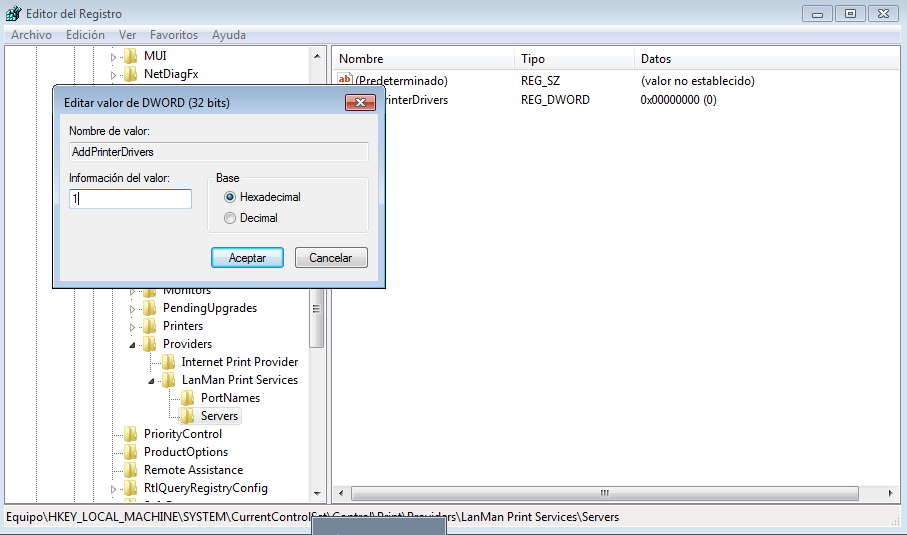 Editor del Registro
Archivo Edición Ver Favoritos Ayuda
MUI
NetDiagFx
Nombre Tipo Datos
(Predeterminado) REG_SZ (valor no establecido)
rinterDrivers REG_DWORD 0x00000000 (0)
Editar valor de DWORD (32 bits)
Nombre de valor:
AddPrinterDrivers
Información del valor:
1
Base
Hexadecimal
Decimal
Aceptar Cancelar
Monitors
PendingUpgrades
Printers
Providers
Internet Print Provider
LanMan Print Services
PortNames
Servers
PriorityControl
ProductOptions
Remote Assistance
RtlQueryRegistryConfig
Equipo\HKEY_LOCAL_MACHINE\SYSTEM\CurrentControlSet\Control\Print\Providers\LanMan Print Services\Servers